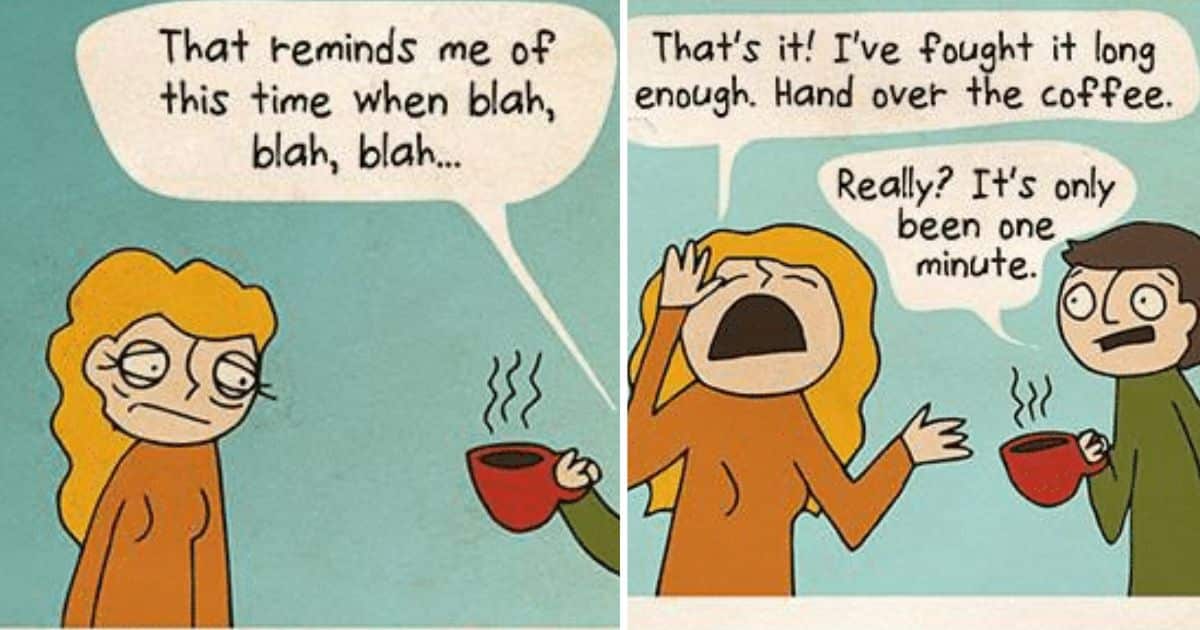 That reminds me of
this time when blah,
blah, blah...
That's it! I've fought it long
enough. Hand over the coffee.
Really? It's only
been one
minute.